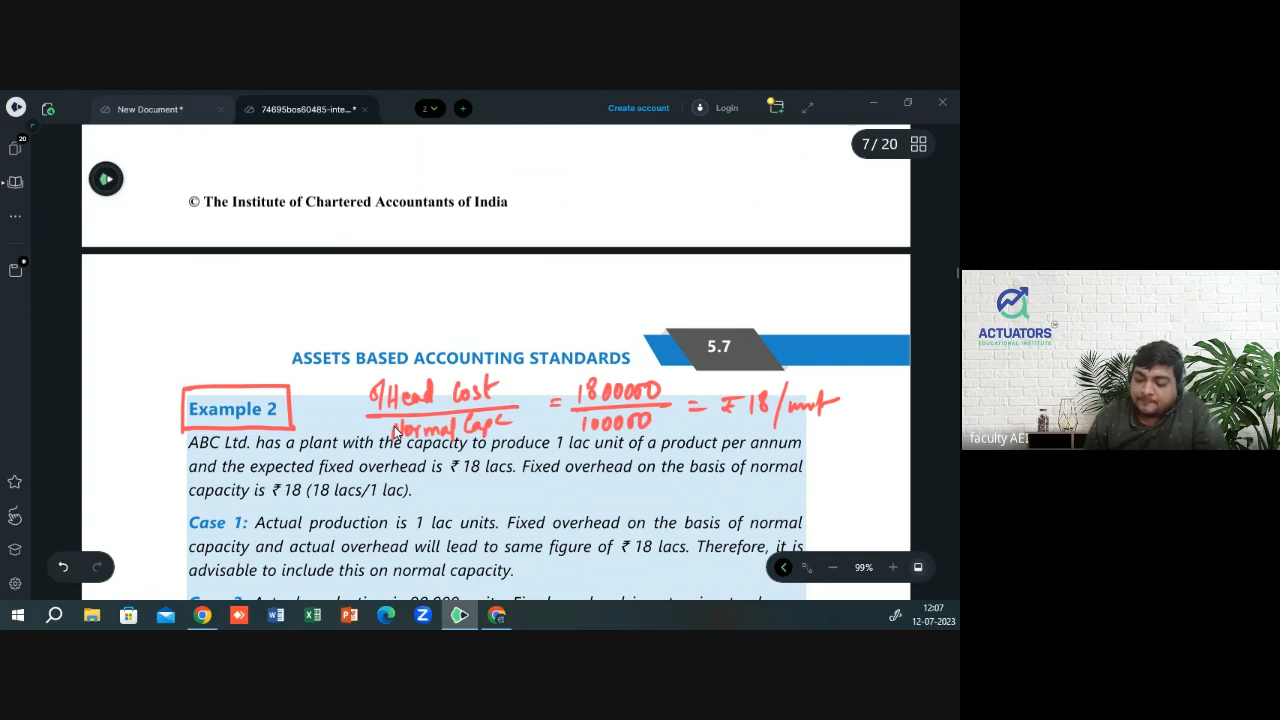 New Document*
74695bos60485-inte...*
2
Create account
Login
20
7/ 20
© The Institute of Chartered Accountants of India
5.7
ASSETS BASED ACCOUNTING STANDARDS
Example 2
O/Head Cost / Normal Capc = 1800000 / 100000 = ₹ 18/unit
ABC Ltd. has a plant with the capacity to produce 1 lac unit of a product per annum
and the expected fixed overhead is ₹ 18 lacs. Fixed overhead on the basis of normal
capacity is ₹ 18 (18 lacs/1 lac).
Case 1: Actual production is 1 lac units. Fixed overhead on the basis of normal
capacity and actual overhead will lead to same figure of ₹ 18 lacs. Therefore, it is
advisable to include this on normal capacity.
99%
12:07
12-07-2023
ACTUATORS
EDUCATIONAL INSTITUTE
faculty AEI